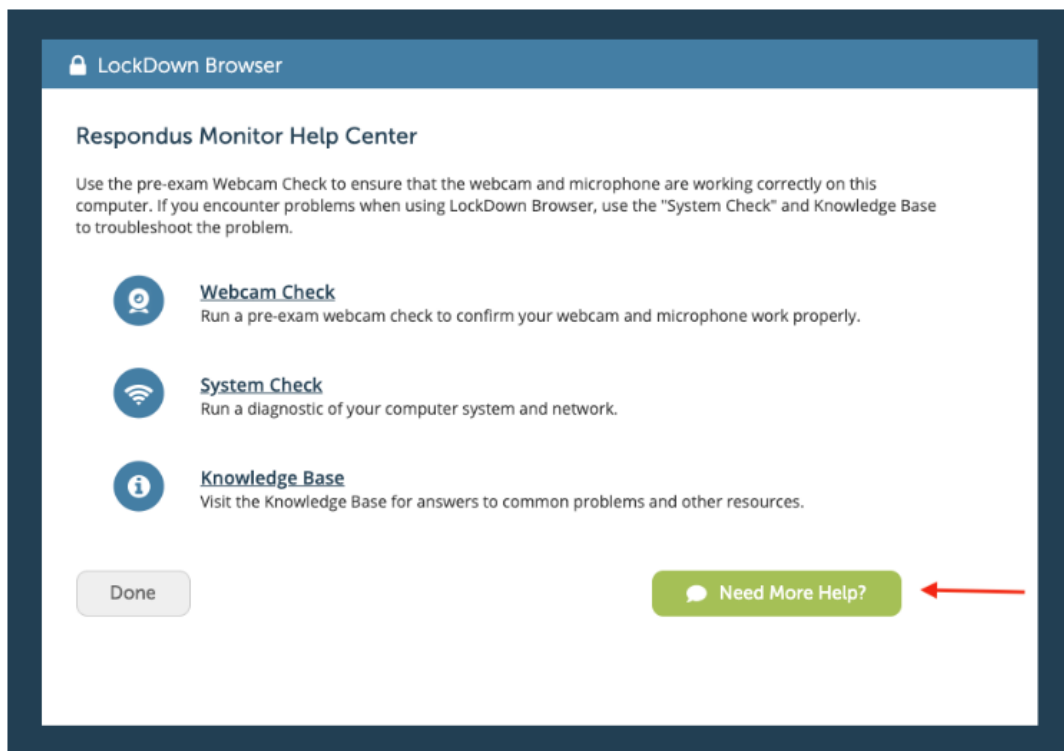 LockDown Browser
Respondus Monitor Help Center
Use the pre-exam Webcam Check to ensure that the webcam and microphone are working correctly on this
computer. If you encounter problems when using LockDown Browser, use the "System Check" and Knowledge Base
to troubleshoot the problem.
Webcam Check
Run a pre-exam webcam check to confirm your webcam and microphone work properly.
System Check
Run a diagnostic of your computer system and network.
Knowledge Base
Visit the Knowledge Base for answers to common problems and other resources.
Done
Need More Help?